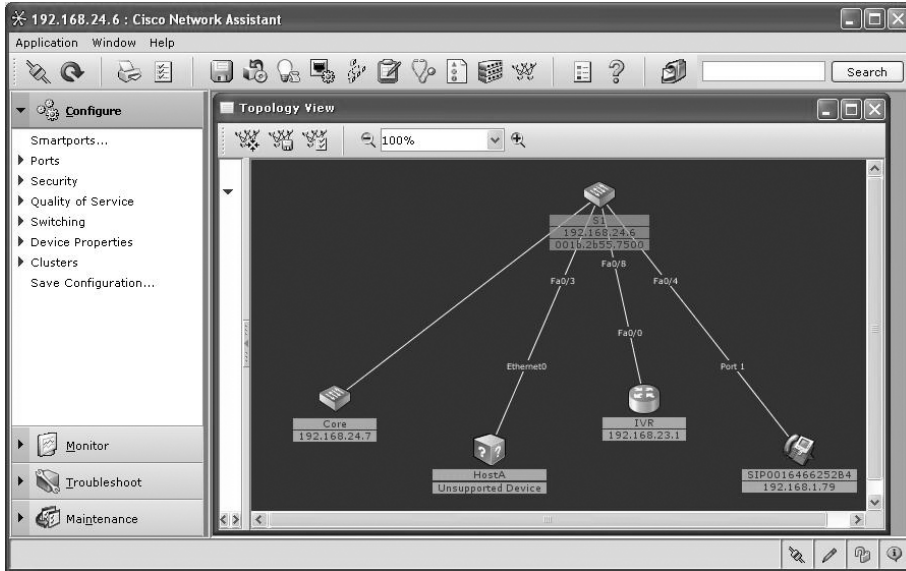 192.168.24.6 : Cisco Network Assistant
Application Window Help
Search
Configure
Smartports...
Ports
Security
Quality of Service
Switching
Device Properties
Clusters
Save Configuration...
Monitor
Troubleshoot
Maintenance
Topology View
100%
S1
192.168.24.6
001b.2b55.7500
Fa0/3
Fa0/8
Fa0/4
Fa0/0
Ethernet0
Port 1
Core
192.168.24.7
IVR
192.168.23.1
HostA
Unsupported Device
SIP0016466252B4
192.168.1.79